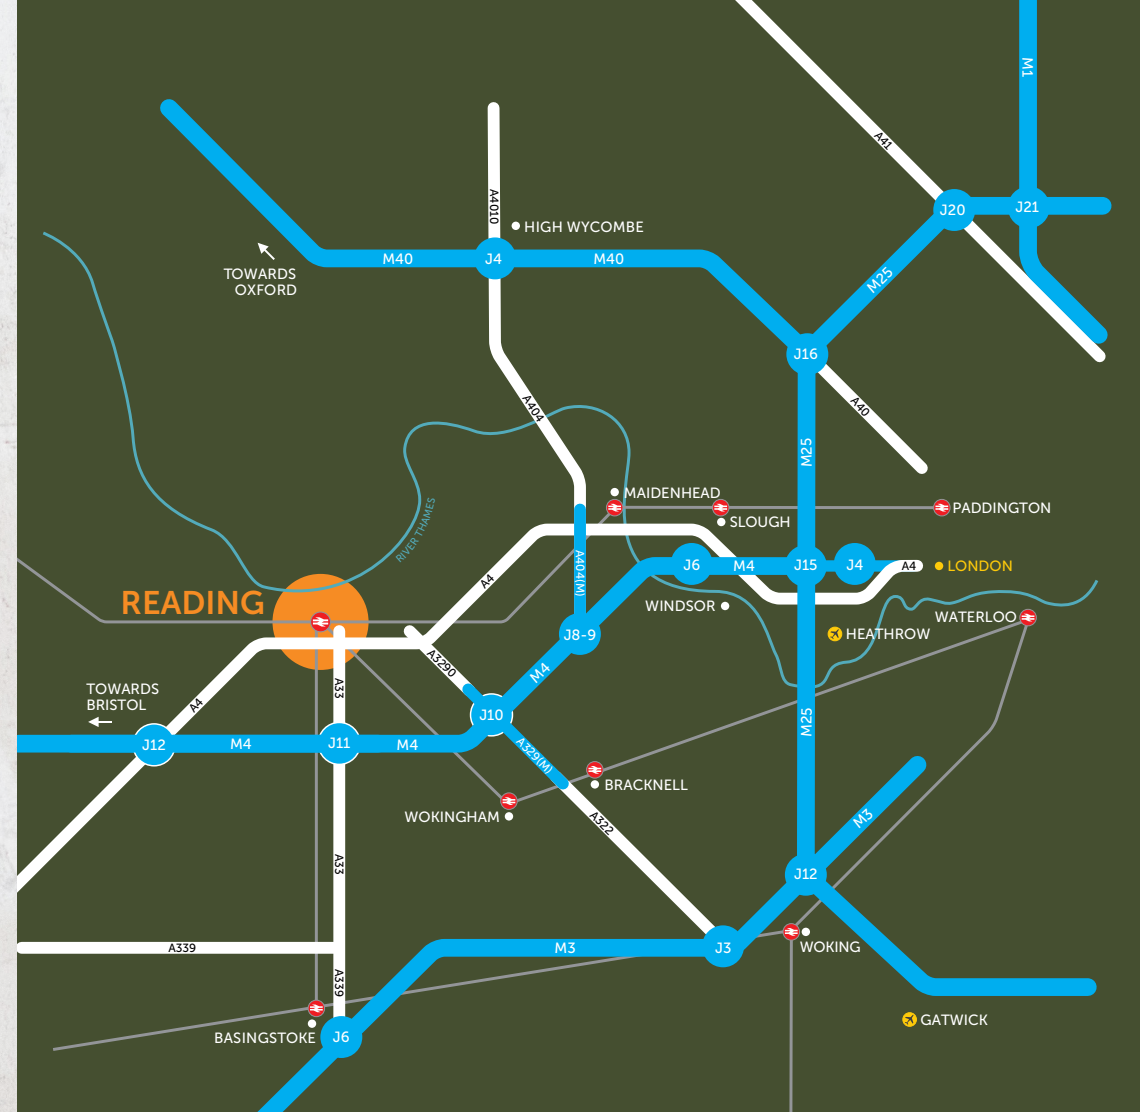 M1
A41
A4010
J20
J21
HIGH WYCOMBE
M40
J4
M40
TOWARDS
OXFORD
M25
J16
A404
A40
M25
MAIDENHEAD
SLOUGH
PADDINGTON
RIVER THAMES
A4
A404(M)
J6
M4
J15
J4
A4
LONDON
READING
WINDSOR
WATERLOO
J8-9
HEATHROW
A3290
M4
TOWARDS
BRISTOL
A4
A33
J10
M25
J12
M4
J11
M4
A329(M)
BRACKNELL
WOKINGHAM
A322
M3
A33
J12
A339
M3
J3
WOKING
A339
BASINGSTOKE
J6
GATWICK